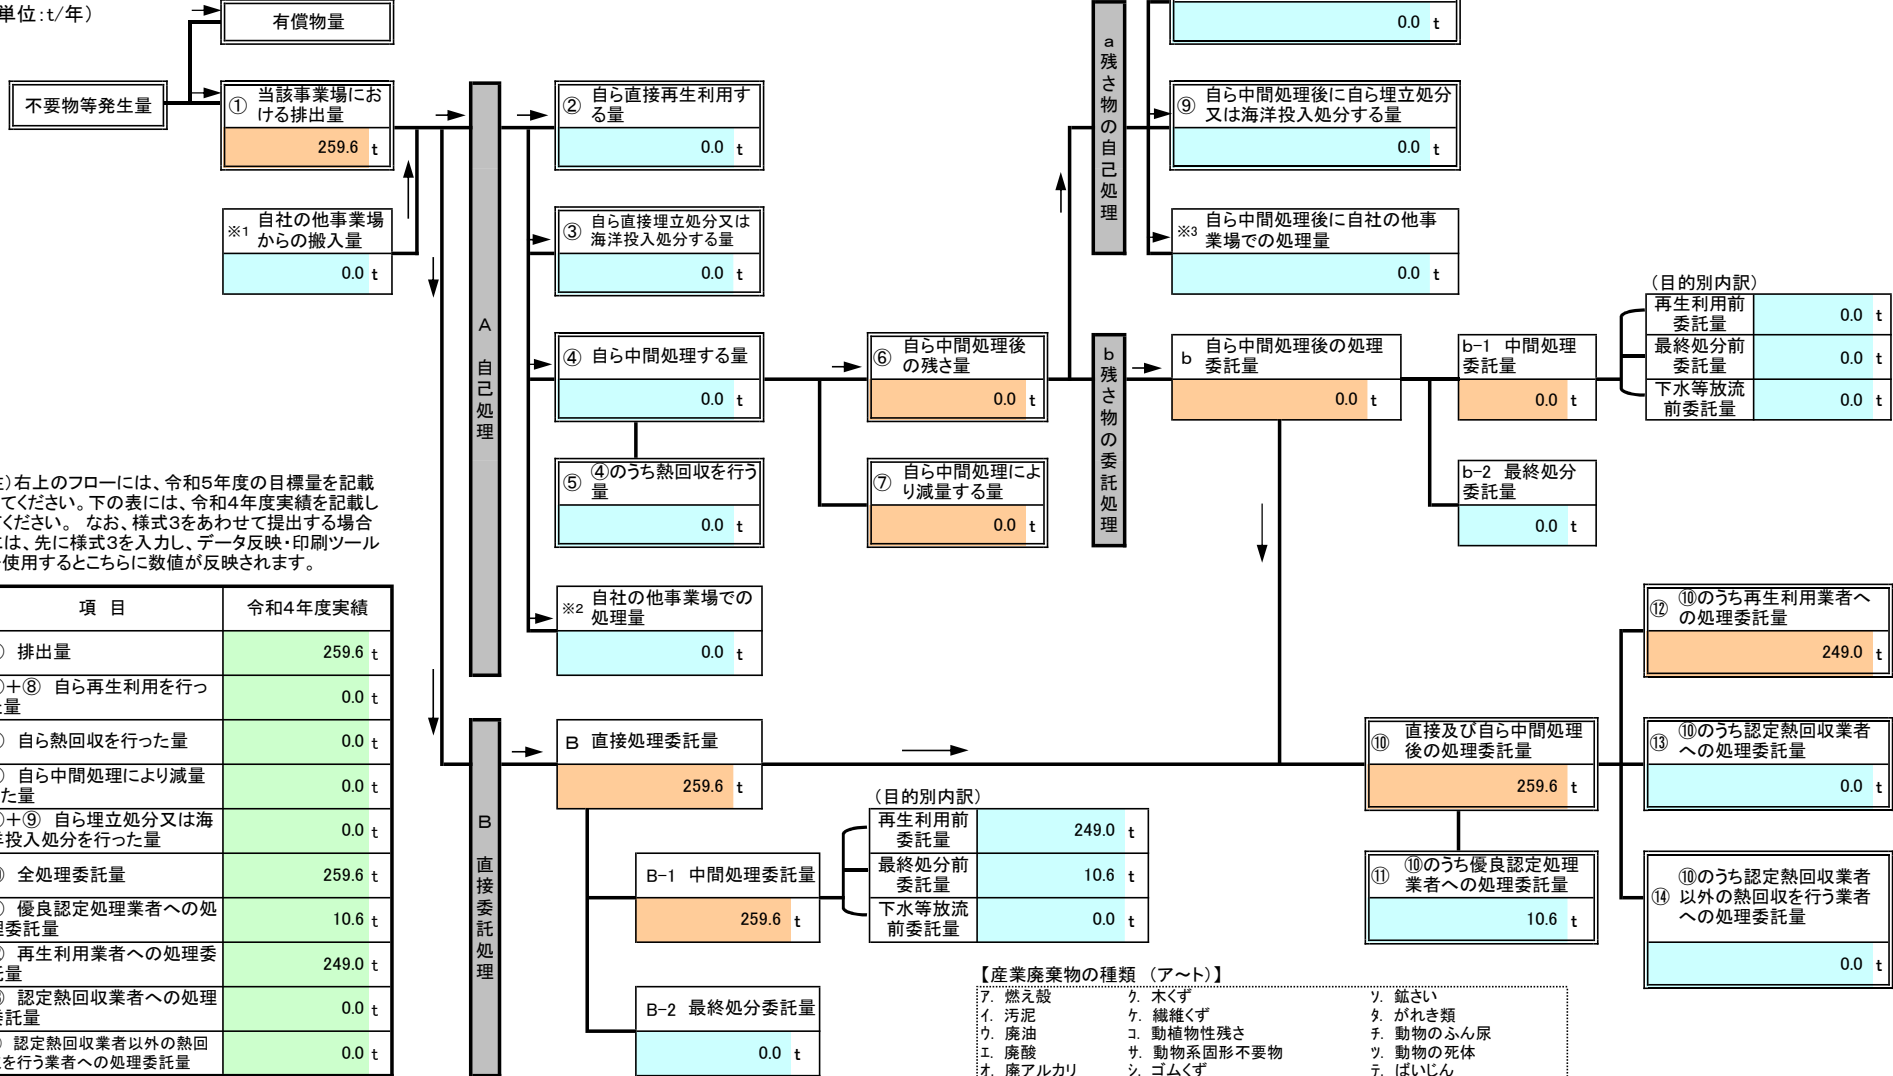 単位:t/年)
有償物量
不要物等発生量
① 当該事業場にお
ける排出量
259.6 t
※1 自社の他事業場
からの搬入量
0.0 t
A 自己処理
② 自ら直接再生利用す
る量
0.0 t
③ 自ら直接埋立処分又は
海洋投入処分する量
0.0 t
④ 自ら中間処理する量
0.0 t
⑤ ④のうち熱回収を行う
量
0.0 t
※2 自社の他事業場での
処理量
0.0 t
⑥ 自ら中間処理後
の残さ量
0.0 t
⑦ 自ら中間処理によ
り減量する量
0.0 t
a残さ物の自己処理
0.0 t
⑨ 自ら中間処理後に自ら埋立処分
又は海洋投入処分する量
0.0 t
※3 自ら中間処理後に自社の他事
業場での処理量
0.0 t
b残さ物の委託処理
b 自ら中間処理後の処理
委託量
0.0 t
b-1 中間処理
委託量
0.0 t
b-2 最終処分
委託量
0.0 t
(目的別内訳)
再生利用前
委託量
0.0 t
最終処分前
委託量
0.0 t
下水等放流
前委託量
0.0 t
)右上のフローには、令和5年度の目標量を記載
てください。下の表には、令和4年度実績を記載し
ください。 なお、様式3をあわせて提出する場合
は、先に様式3を入力し、データ反映・印刷ツール
使用するとこちらに数値が反映されます。
項 目 令和4年度実績
排出量 259.6 t
+⑧ 自ら再生利用を行っ
量 0.0 t
自ら熱回収を行った量 0.0 t
自ら中間処理により減量
た量 0.0 t
+⑨ 自ら埋立処分又は海
投入処分を行った量 0.0 t
全処理委託量 259.6 t
優良認定処理業者への処
委託量 10.6 t
再生利用業者への処理委
量 249.0 t
認定熱回収業者への処理
託量 0.0 t
認定熱回収業者以外の熱回
を行う業者への処理委託量 0.0 t
B 直接委託処理
B 直接処理委託量
259.6 t
B-1 中間処理委託量
259.6 t
B-2 最終処分委託量
0.0 t
(目的別内訳)
再生利用前
委託量
249.0 t
最終処分前
委託量
10.6 t
下水等放流
前委託量
0.0 t
⑩ 直接及び自ら中間処理
後の処理委託量
259.6 t
⑪ ⑩のうち優良認定処理
業者への処理委託量
10.6 t
⑫ ⑩のうち再生利用業者へ
の処理委託量
249.0 t
⑬ ⑩のうち認定熱回収業者
への処理委託量
0.0 t
⑭ ⑩のうち認定熱回収業者
以外の熱回収を行う業者
への処理委託量
0.0 t
【産業廃棄物の種類 (ア~ト)】
ア. 燃え殻 ク. 木くず ソ. 鉱さい
イ. 汚泥 ケ. 繊維くず タ. がれき類
ウ. 廃油 コ. 動植物性残さ チ. 動物のふん尿
エ. 廃酸 サ. 動物系固形不要物 ツ. 動物の死体
オ. 廃アルカリ シ. ゴムくず テ. ばいじん